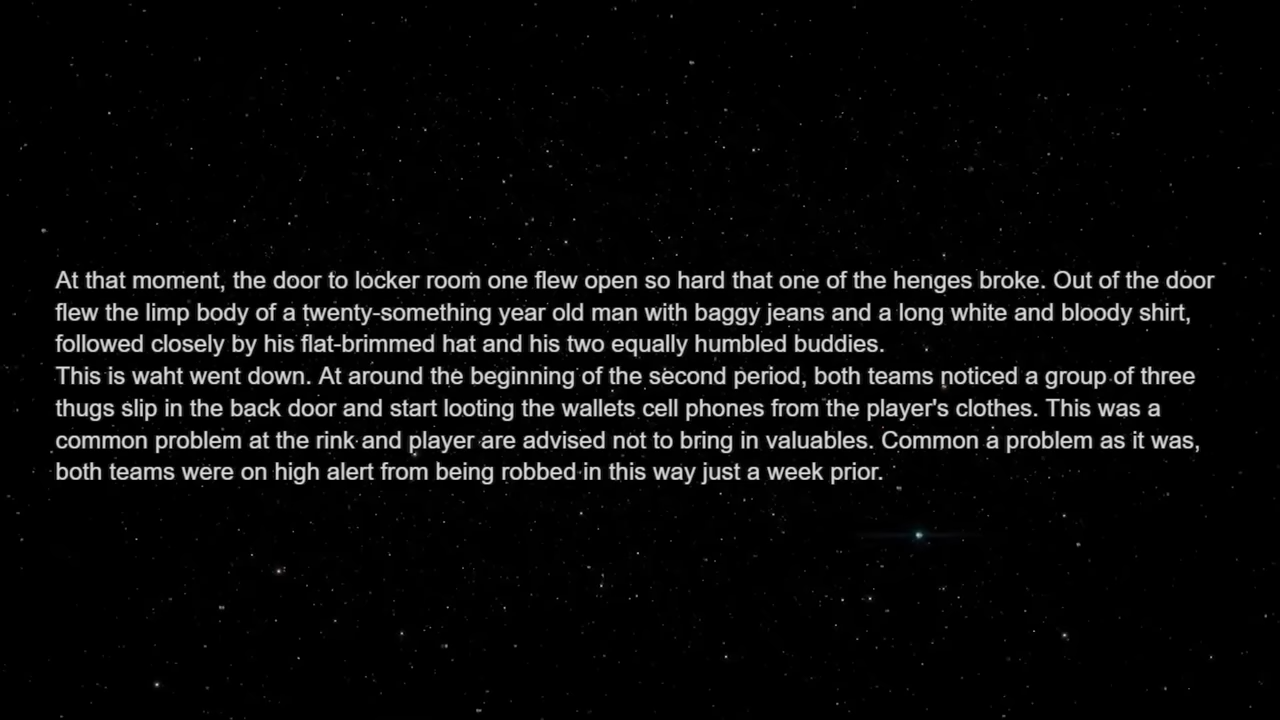 At that moment, the door to locker room one flew open so hard that one of the henges broke. Out of the door
flew the limp body of a twenty-something year old man with baggy jeans and a long white and bloody shirt,
followed closely by his flat-brimmed hat and his two equally humbled buddies.
This is waht went down. At around the beginning of the second period, both teams noticed a group of three
thugs slip in the back door and start looting the wallets cell phones from the player's clothes. This was a
common problem at the rink and player are advised not to bring in valuables. Common a problem as it was,
both teams were on high alert from being robbed in this way just a week prior.